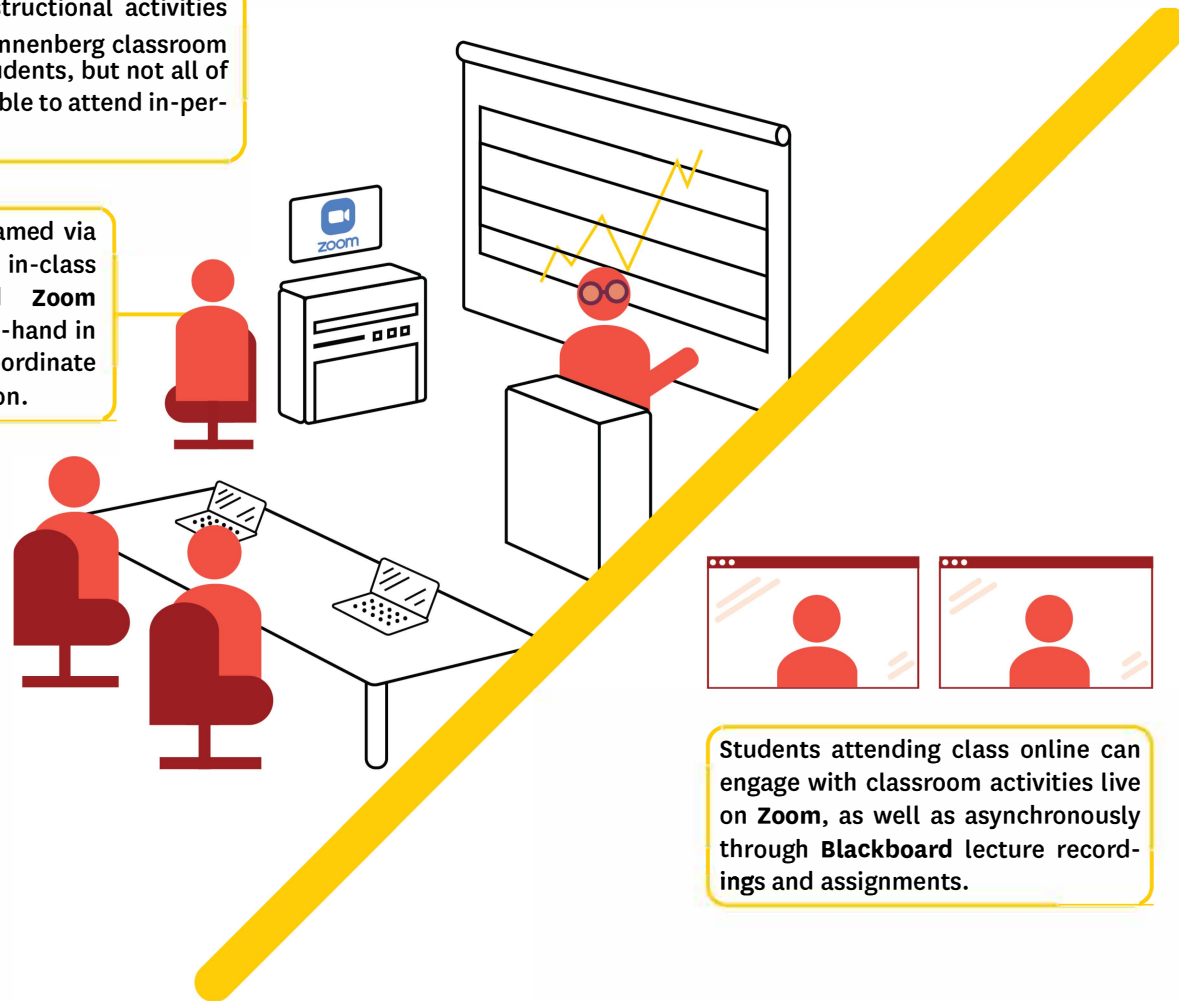 structional activities
nnenberg classroom
udents, but not all of
ble to attend in-per-
amed via
in-class
Zoom
-hand in
ordinate
on.
zoom
Students attending class online can
engage with classroom activities live
on Zoom, as well as asynchronously
through Blackboard lecture record-
ings and assignments.